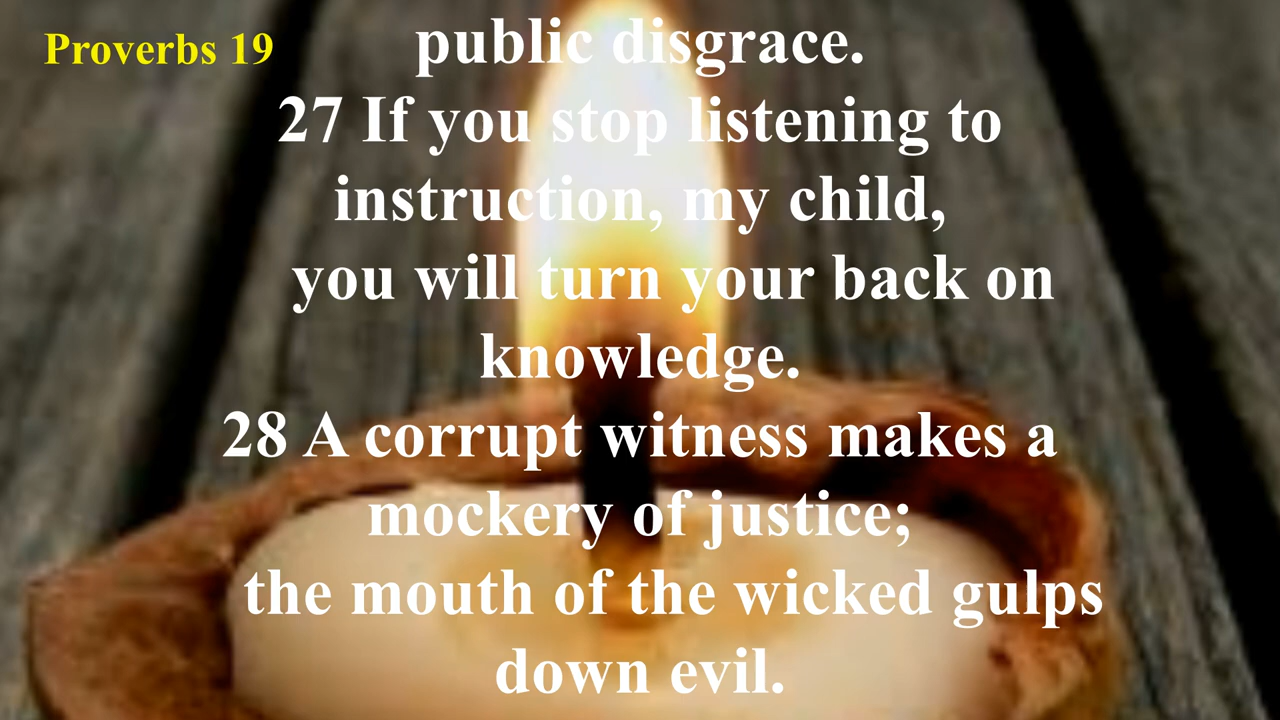 Proverbs 19
public disgrace.
27 If you stop listening to
instruction, my child,
you will turn your back on
knowledge.
28 A corrupt witness makes a
mockery of justice;
the mouth of the wicked gulps
down evil.